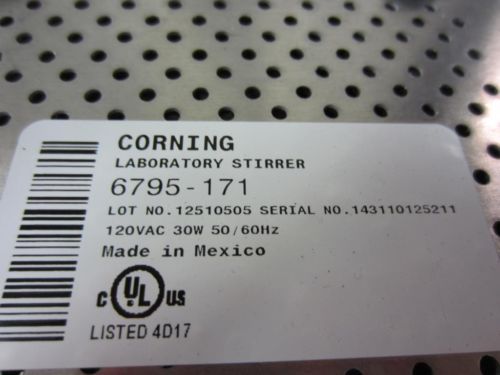 CORNING
LABORATORY STIRRER
6795-171
LOT NO.12510505 SERIAL NO.143110125211
120VAC 30W 50/60Hz
Made in Mexico
C UL US
LISTED 4D17